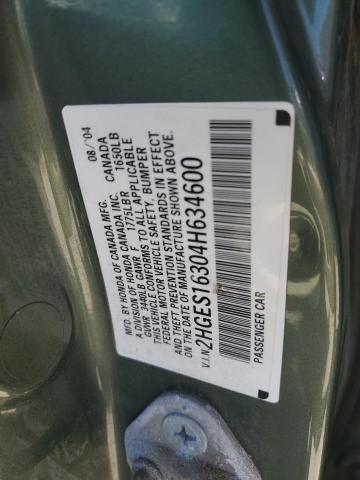 MFD. BY HONDA OF CANADA MFG. CANADA 08/'04
A DIVISION OF HONDA CANADA INC.
GVWR 3440LB GAWR F 1775LB R 1650LB
THIS VEHICLE CONFORMS TO ALL APPLICABLE
FEDERAL MOTOR VEHICLE SAFETY, BUMPER
AND THEFT PREVENTION STANDARDS IN EFFECT
ON THE DATE OF MANUFACTURE SHOWN ABOVE.
V.I.N. 2HGES16304H634600
PASSENGER CAR